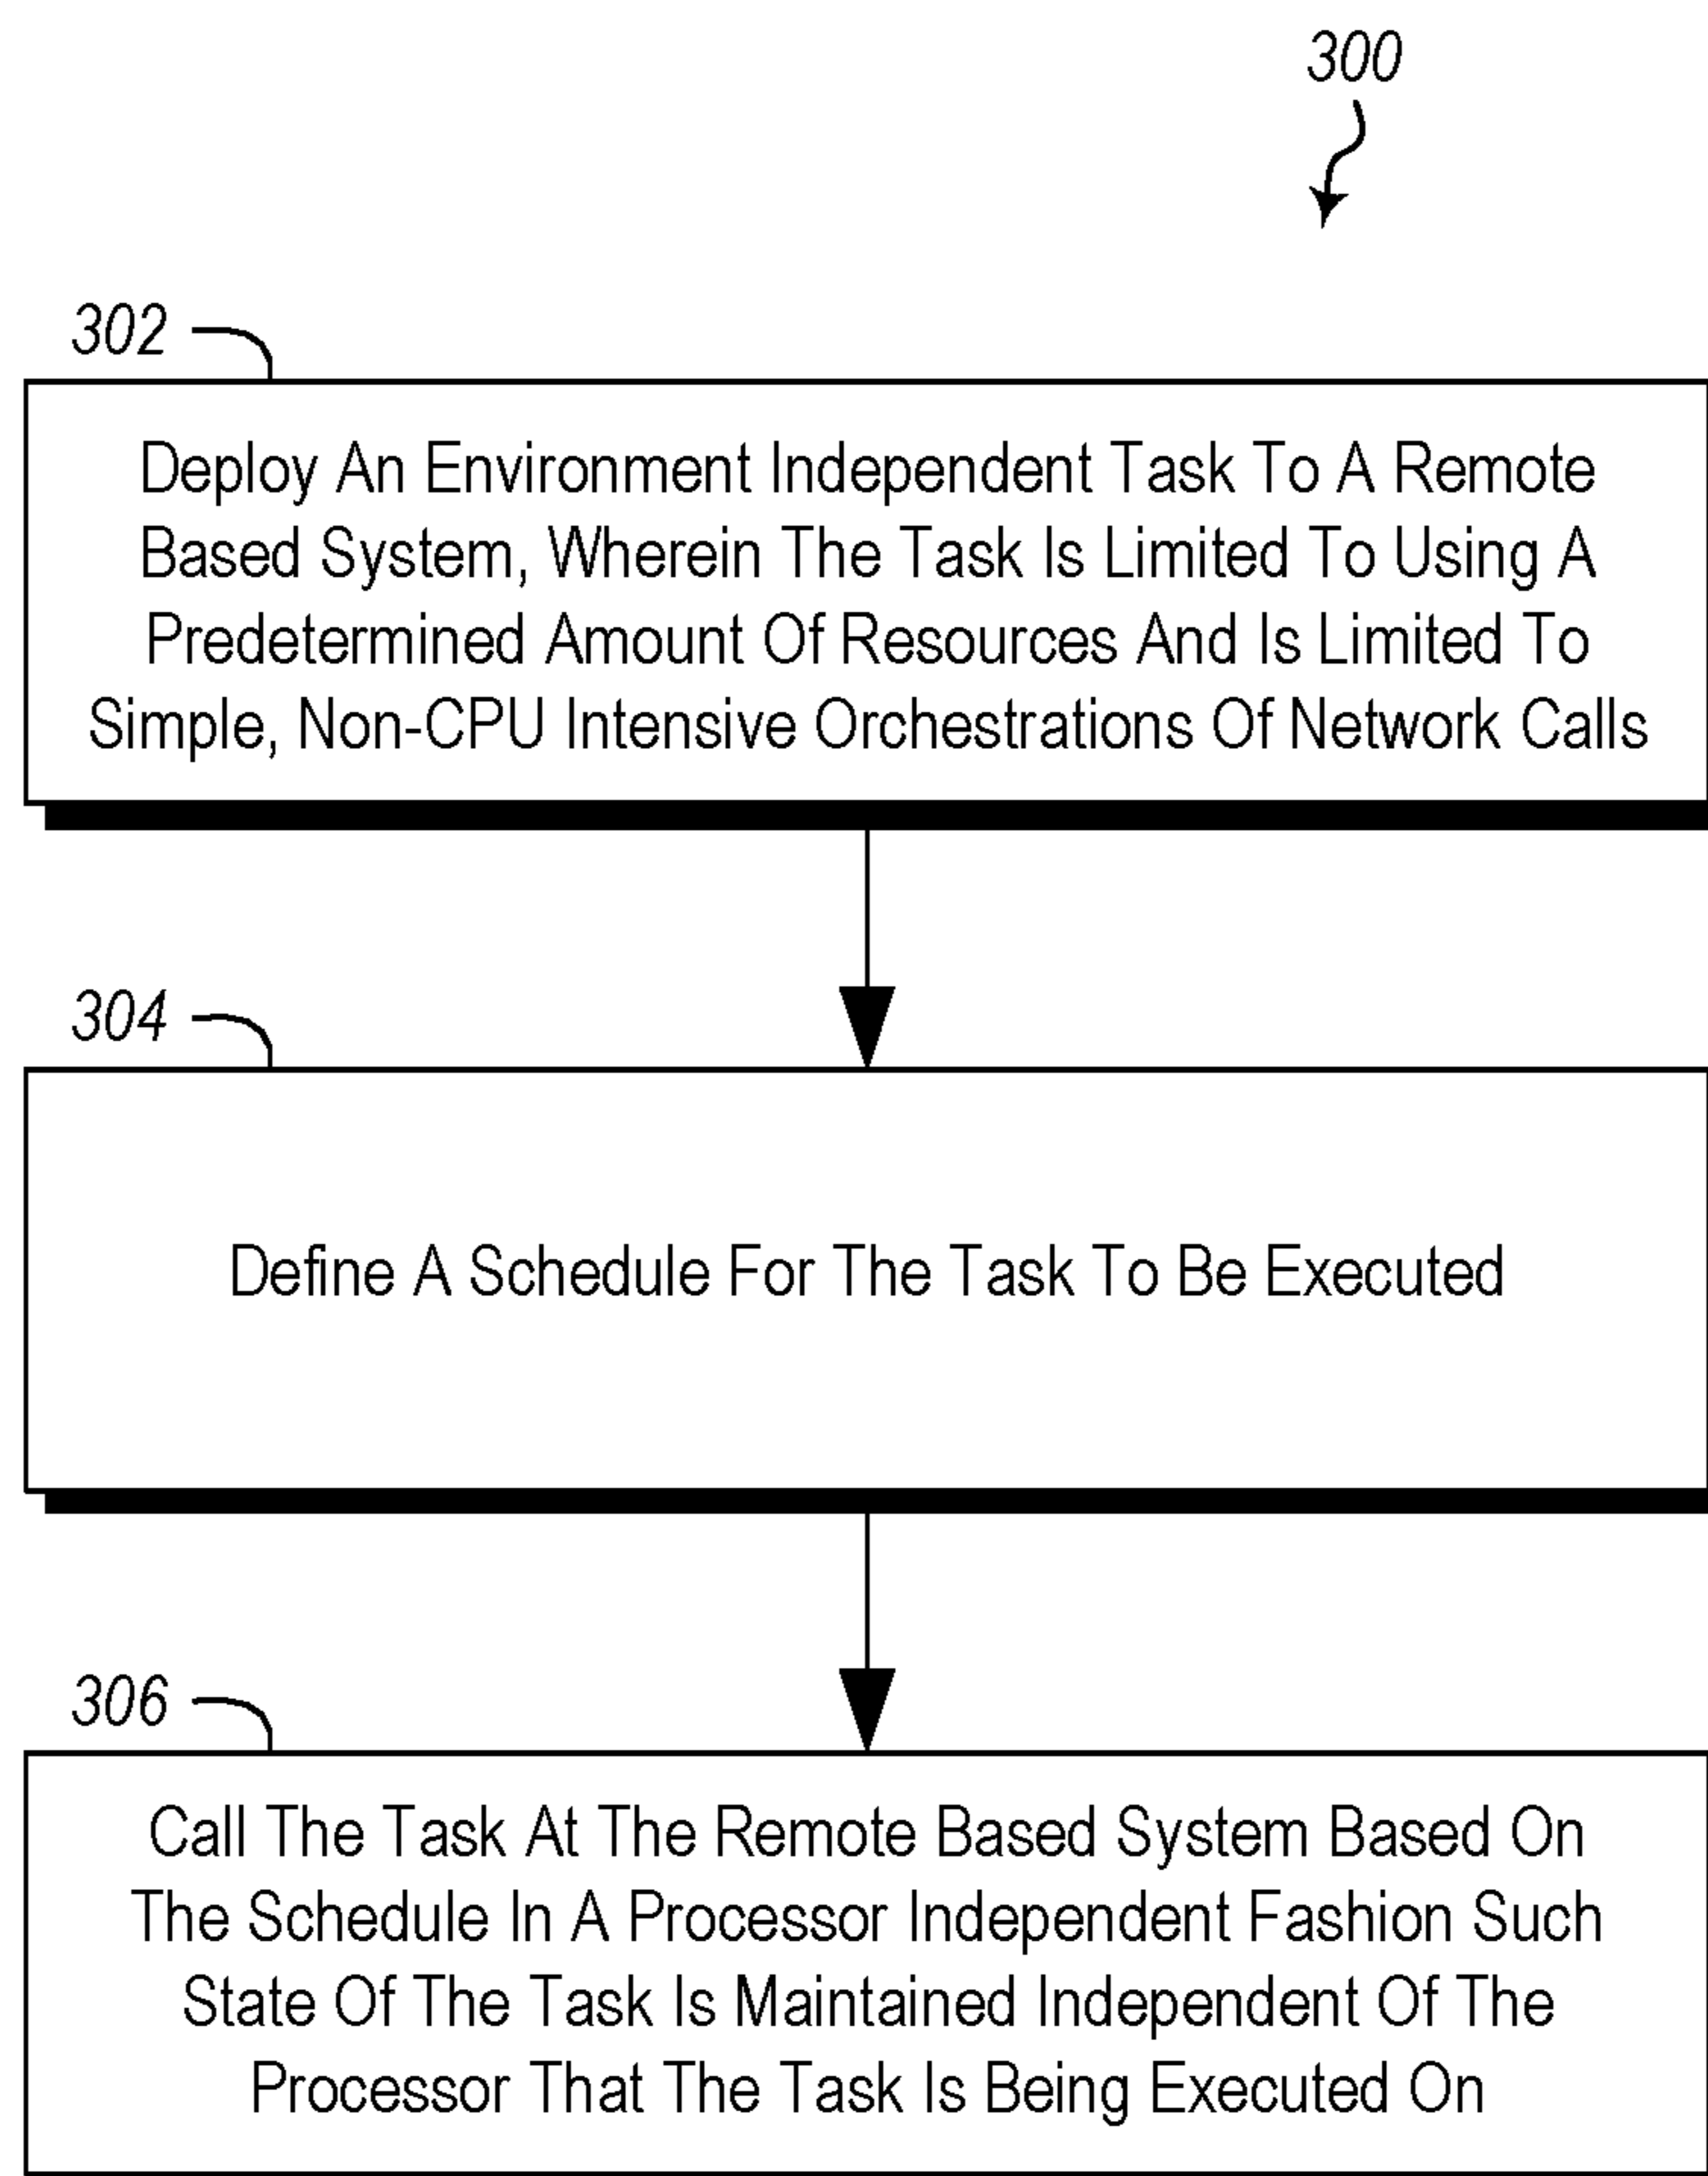 300
302
Deploy An Environment Independent Task To A Remote
Based System, Wherein The Task Is Limited To Using A
Predetermined Amount Of Resources And Is Limited To
Simple, Non-CPU Intensive Orchestrations Of Network Calls
304
Define A Schedule For The Task To Be Executed
306
Call The Task At The Remote Based System Based On
The Schedule In A Processor Independent Fashion Such
State Of The Task Is Maintained Independent Of The
Processor That The Task Is Being Executed On